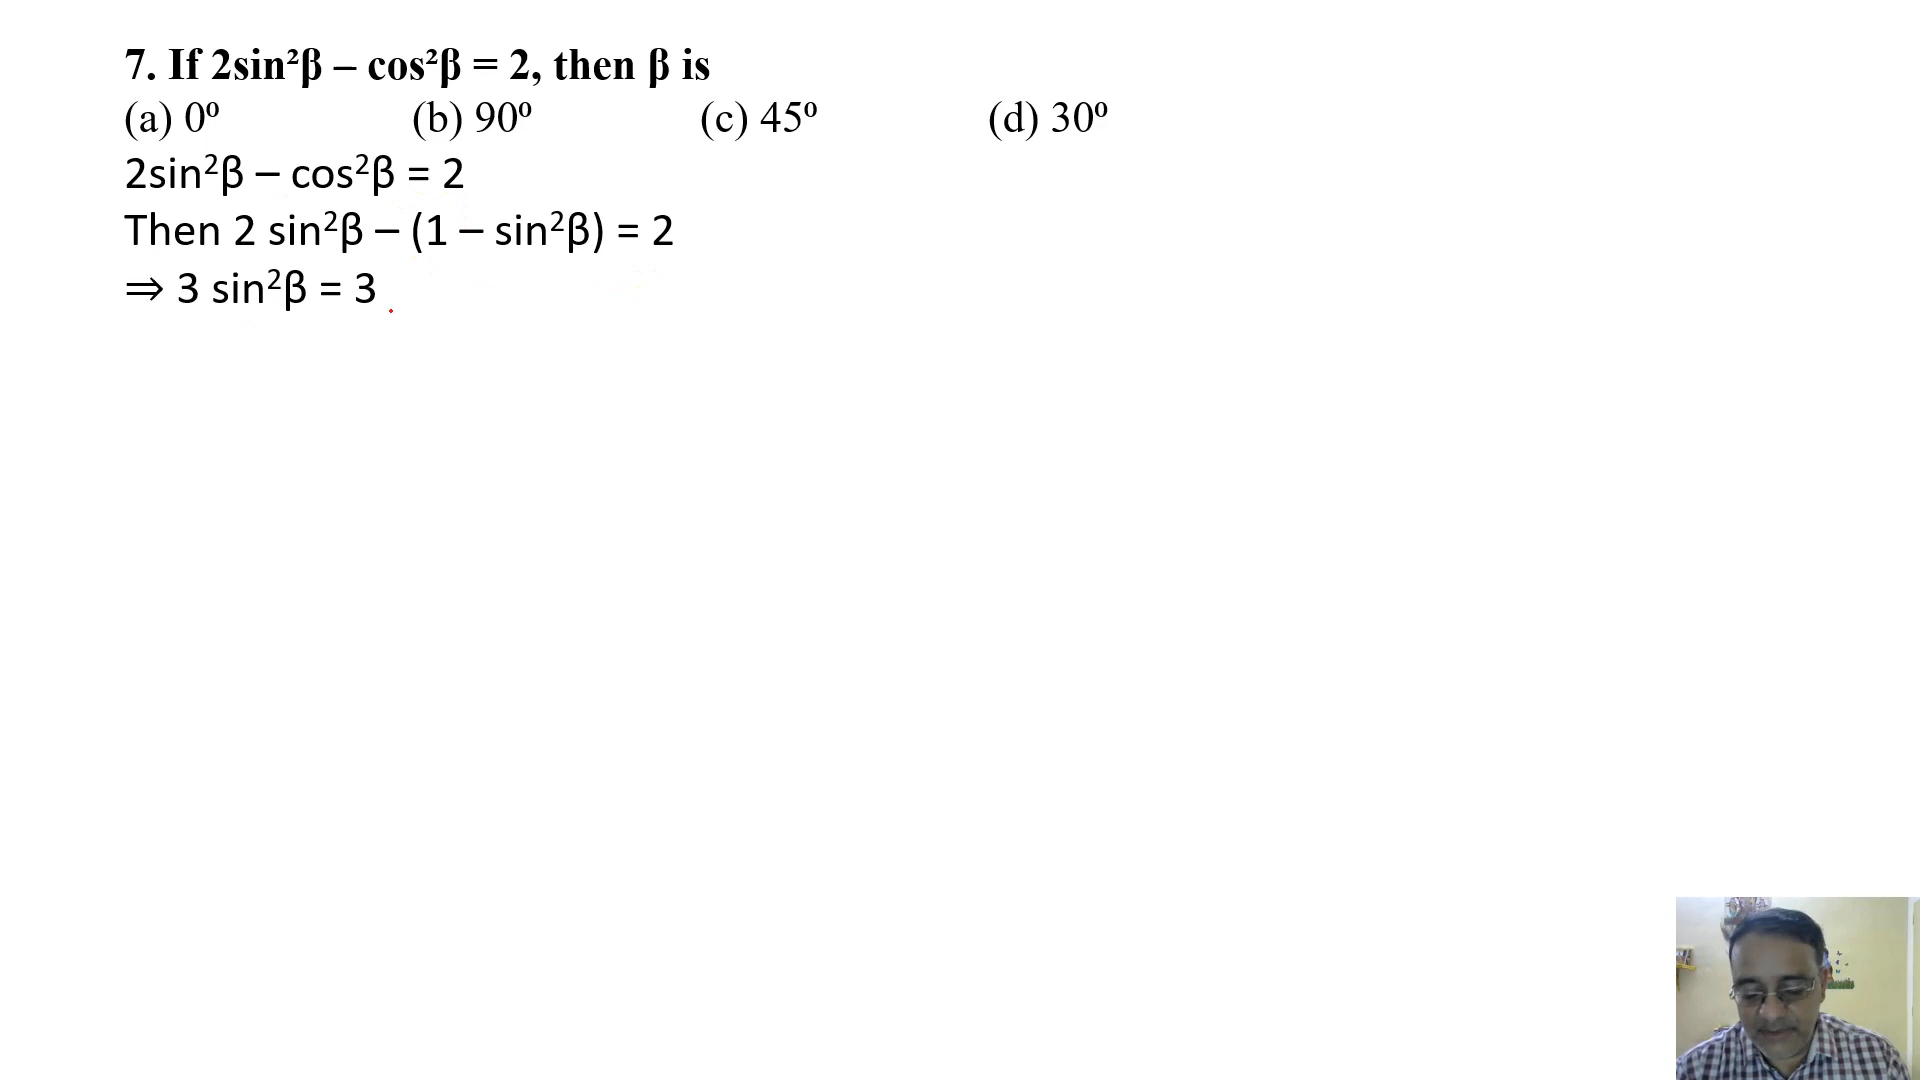 7. If 2sin²β – cos²β = 2, then β is
(a) 0º (b) 90º (c) 45º (d) 30º
2sin²β – cos²β = 2
Then 2 sin²β – (1 – sin²β) = 2
⇒ 3 sin²β = 3